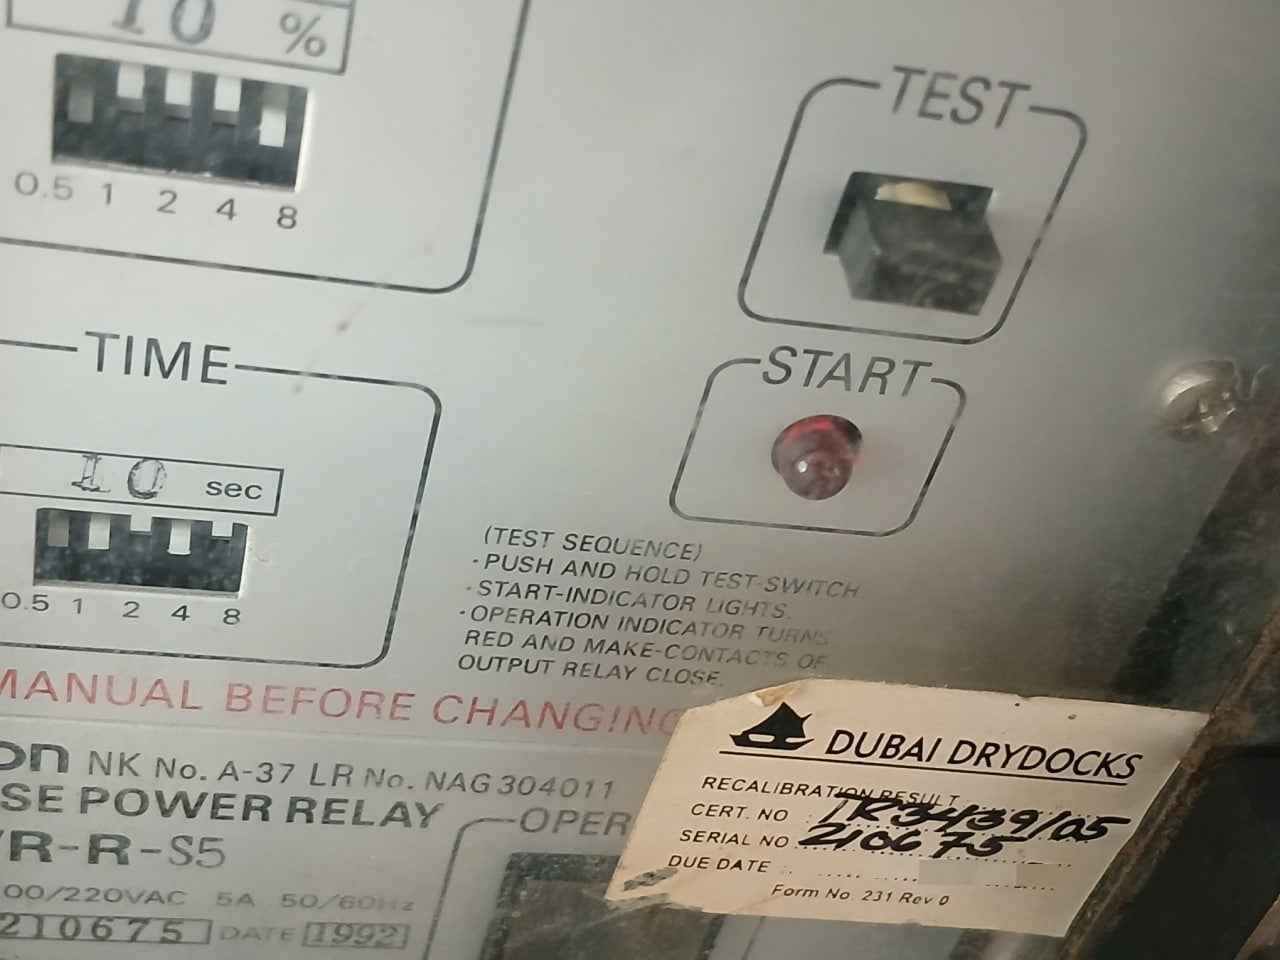 10 %
0.5 1 2 4 8
TEST
TIME
START
10 sec
0.5 1 2 4 8
(TEST SEQUENCE)
·PUSH AND HOLD TEST-SWITCH
·START-INDICATOR LIGHTS.
·OPERATION INDICATOR TURNS
RED AND MAKE-CONTACTS OF
OUTPUT RELAY CLOSE.
MANUAL BEFORE CHANGING
DUBAI DRYDOCKS
RECALIBRATION RESULT
CERT. NO : TR3439/05
SERIAL NO : 210675
DUE DATE :
Form No. 231 Rev 0
on NK No. A-37 LR No. NAG 304011
SE POWER RELAY
R-R-S5
OPER
00/220VAC 5A 50/60Hz
210675 DATE 1992